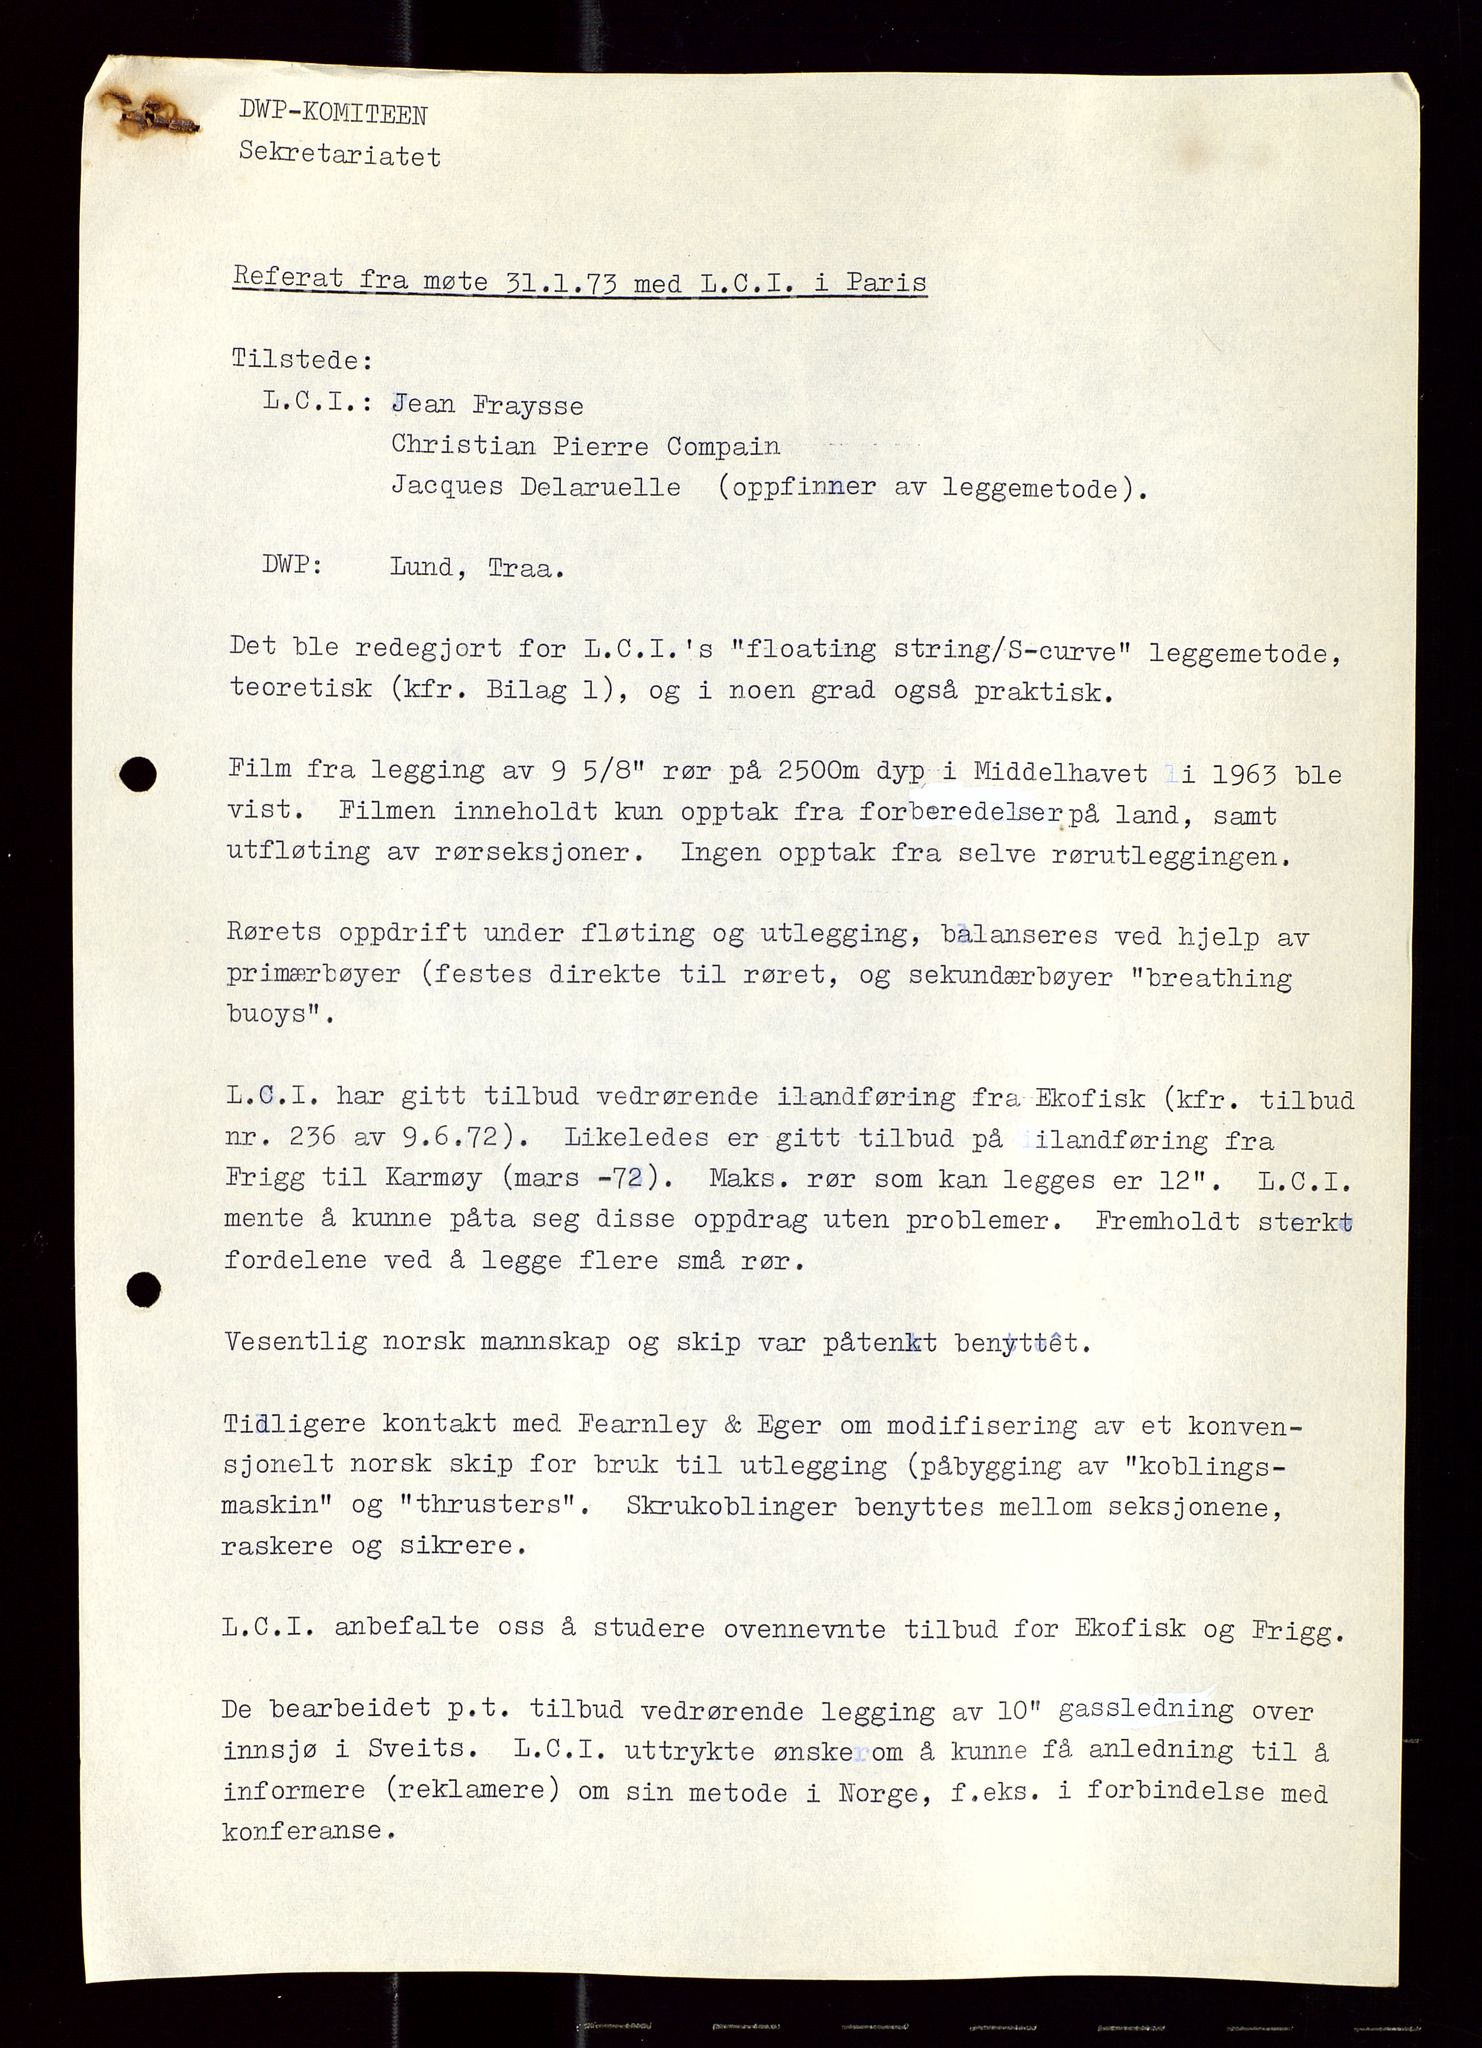 DWP-KOMITEEN
Sekretariatet
Referat fra møte 31.1.73 med L.C.I. i Paris
Tilstede:
L.C.I.: Jean Fraysse
Christian Pierre Compain
Jacques Delaruelle (oppfinner av leggemetode).
DWP: Lund, Traa.
Det ble redegjort for L.C.I.'s "floating string/S-curve" leggemetode,
teoretisk (kfr. Bilag 1), og i noen grad også praktisk.
Film fra legging av 9 5/8" rør på 2500m dyp i Middelhavet i 1963 ble
vist. Filmen inneholdt kun opptak fra forberedelser på land, samt
utfløting av rørseksjoner. Ingen opptak fra selve rørutleggingen.
Rørets oppdrift under fløting og utlegging, balanseres ved hjelp av
primærbøyer (festes direkte til røret, og sekundærbøyer "breathing
buoys".
L.C.I. har gitt tilbud vedrørende ilandføring fra Ekofisk (kfr. tilbud
nr. 236 av 9.6.72). Likeledes er gitt tilbud på ilandføring fra
Frigg til Karmøy (mars -72). Maks. rør som kan legges er 12". L.C.I.
mente å kunne påta seg disse oppdrag uten problemer. Fremholdt sterkt
fordelene ved å legge flere små rør.
Vesentlig norsk mannskap og skip var påtenkt benyttet.
Tidligere kontakt med Fearnley & Eger om modifisering av et konven-
sjonelt norsk skip for bruk til utlegging (påbygging av "koblings-
maskin" og "thrusters". Skrukoblinger benyttes mellom seksjonene,
raskere og sikrere.
L.C.I. anbefalte oss å studere ovennevnte tilbud for Ekofisk og Frigg.
De bearbeidet p.t. tilbud vedrørende legging av 10" gassledning over
innsjø i Sveits. L.C.I. uttrykte ønske om å kunne få anledning til å
informere (reklamere) om sin metode i Norge, f.eks. i forbindelse med
konferanse.